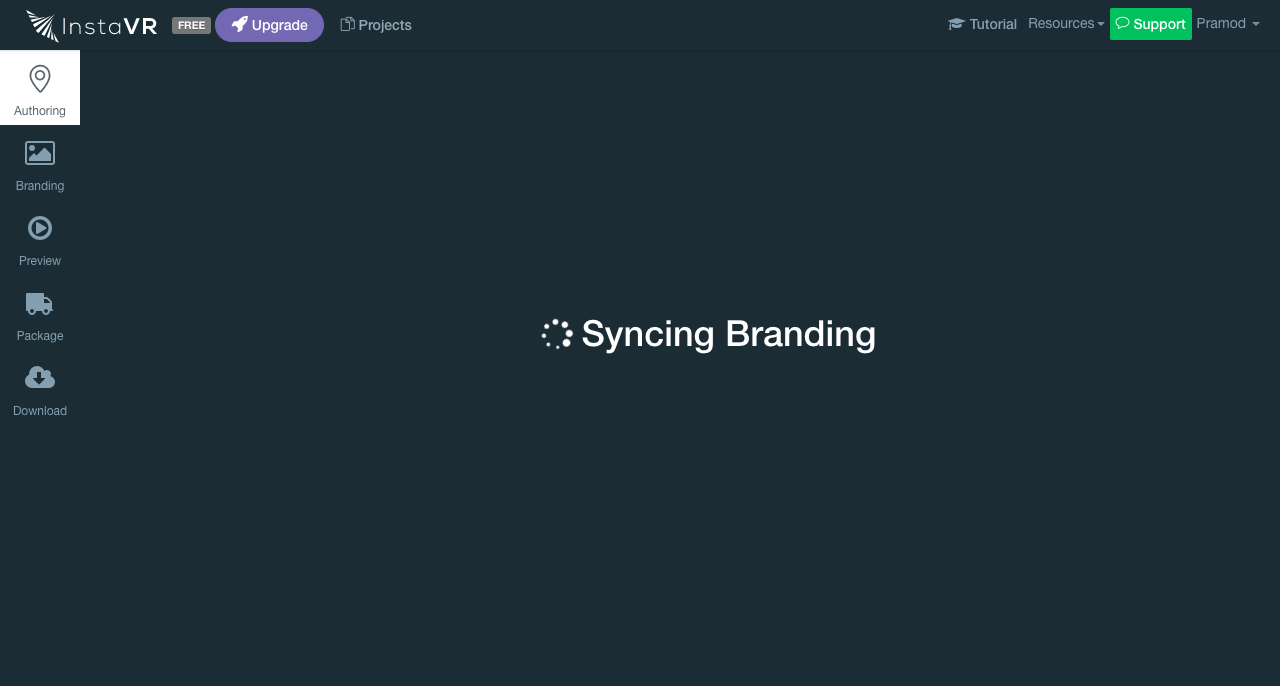 InstaVR FREE Upgrade Projects Tutorial Resources Support Pramod
Authoring
Branding
Preview
Package
Download
Syncing Branding